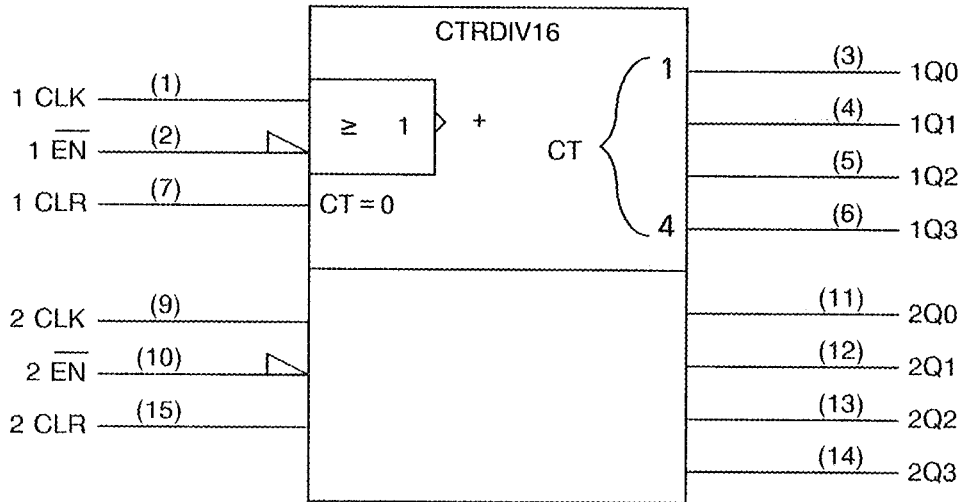 CTRDIV16
1 CLK (1)
≥ 1 +
1 E̅N̅ (2)
1 CLR (7)
CT = 0
CT
1
4
(3) 1Q0
(4) 1Q1
(5) 1Q2
(6) 1Q3
2 CLK (9)
2 E̅N̅ (10)
2 CLR (15)
(11) 2Q0
(12) 2Q1
(13) 2Q2
(14) 2Q3